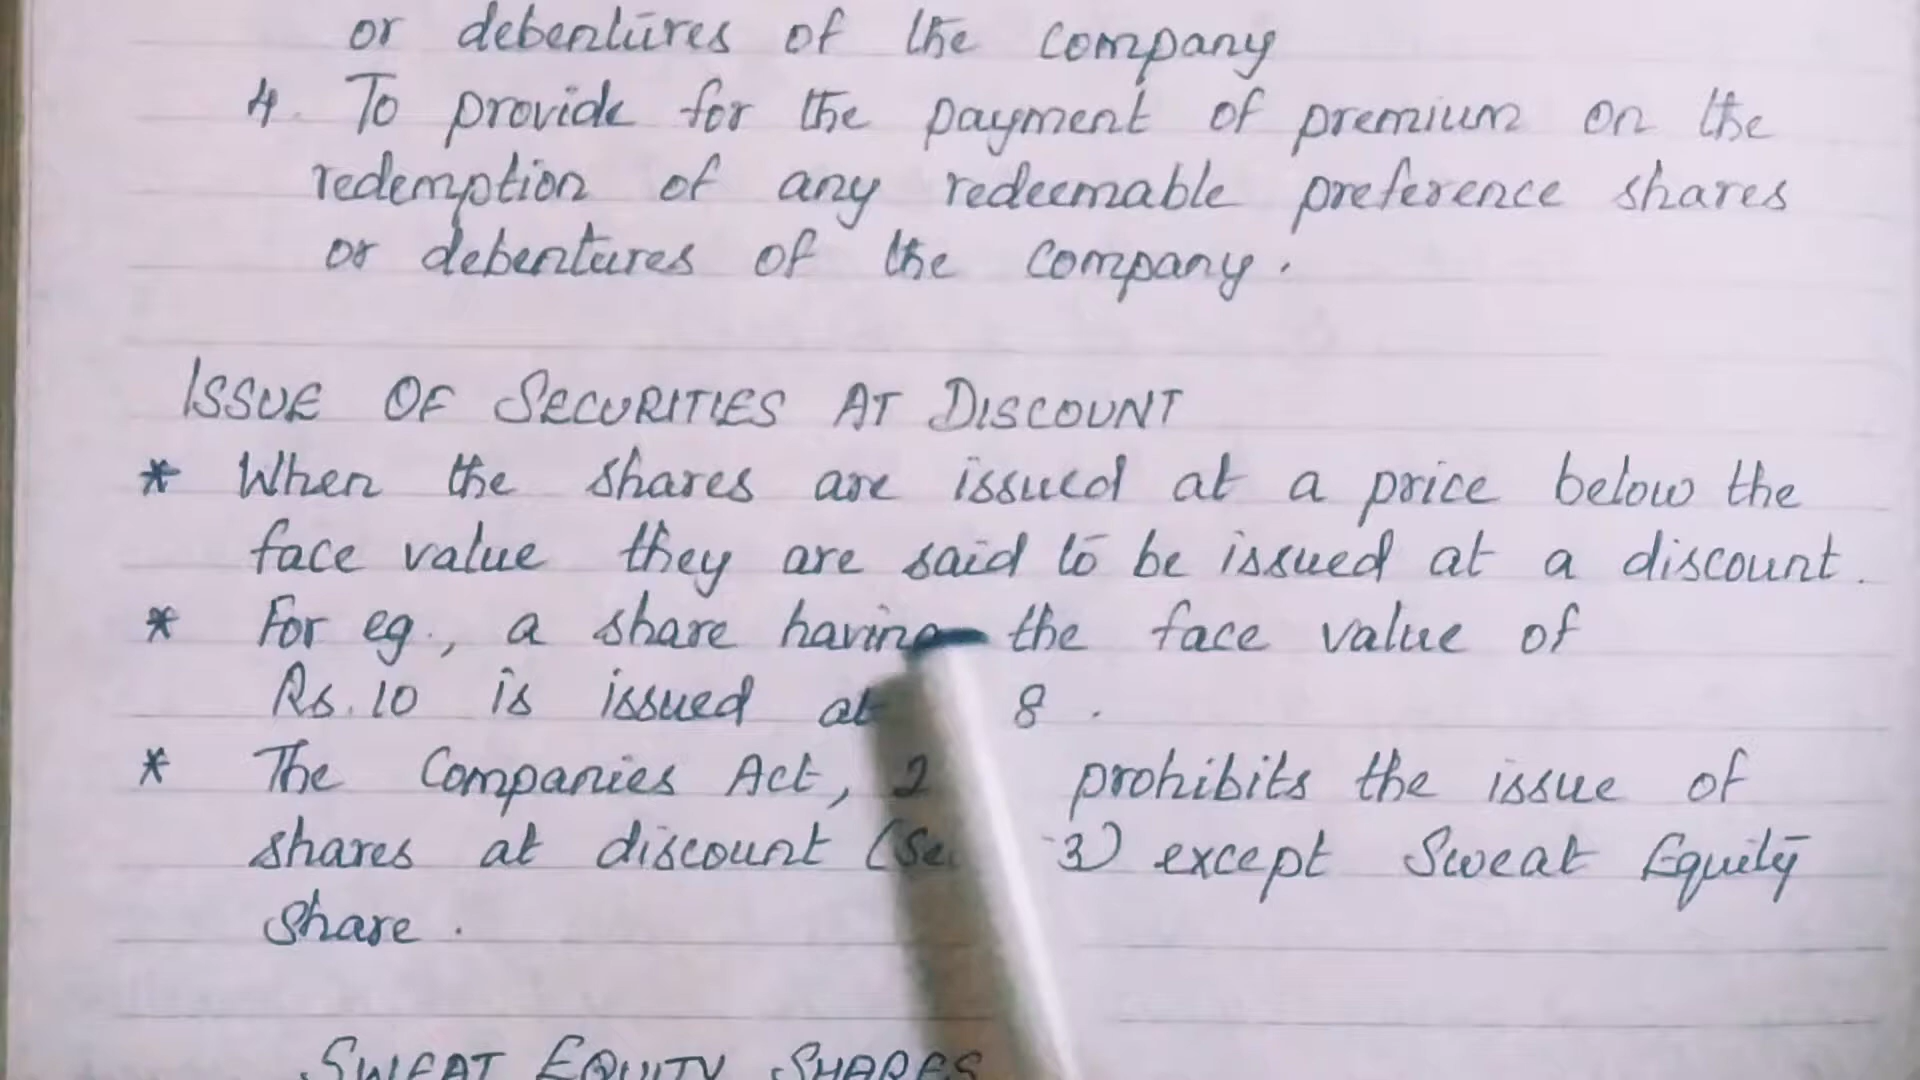 or debentures of the company
4. To provide for the payment of premium on the
redemption of any redeemable preference shares
or debentures of the company.
ISSUE OF SECURITIES AT DISCOUNT
* When the shares are issued at a price below the
face value they are said to be issued at a discount.
* For eg., a share having the face value of
Rs. 10 is issued at 8.
* The Companies Act, prohibits the issue of
shares at discount except Sweat Equity
Share.
SWEAT EQUITY SHARES